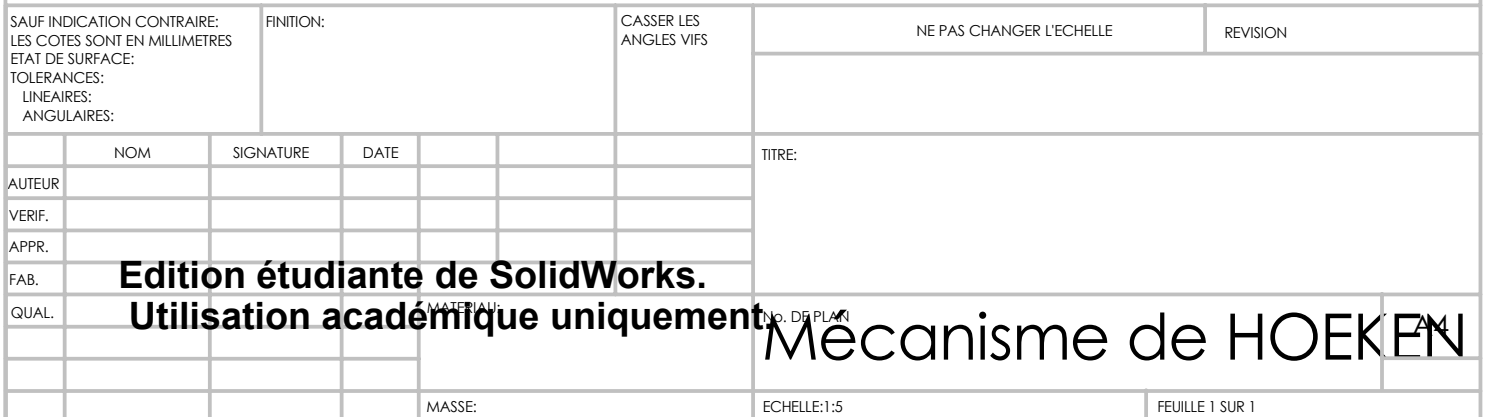 SAUF INDICATION CONTRAIRE:
LES COTES SONT EN MILLIMETRES
ETAT DE SURFACE:
TOLERANCES:
LINEAIRES:
ANGULAIRES:
FINITION:
CASSER LES
ANGLES VIFS
NE PAS CHANGER L'ECHELLE
REVISION
NOM SIGNATURE DATE
TITRE:
AUTEUR
VERIF.
APPR.
FAB.
QUAL.
Edition étudiante de SolidWorks.
Utilisation académique uniquement.
MATERIAU:
No. DE PLAN
Mécanisme de HOEKEN
A4
MASSE:
ECHELLE:1:5
FEUILLE 1 SUR 1